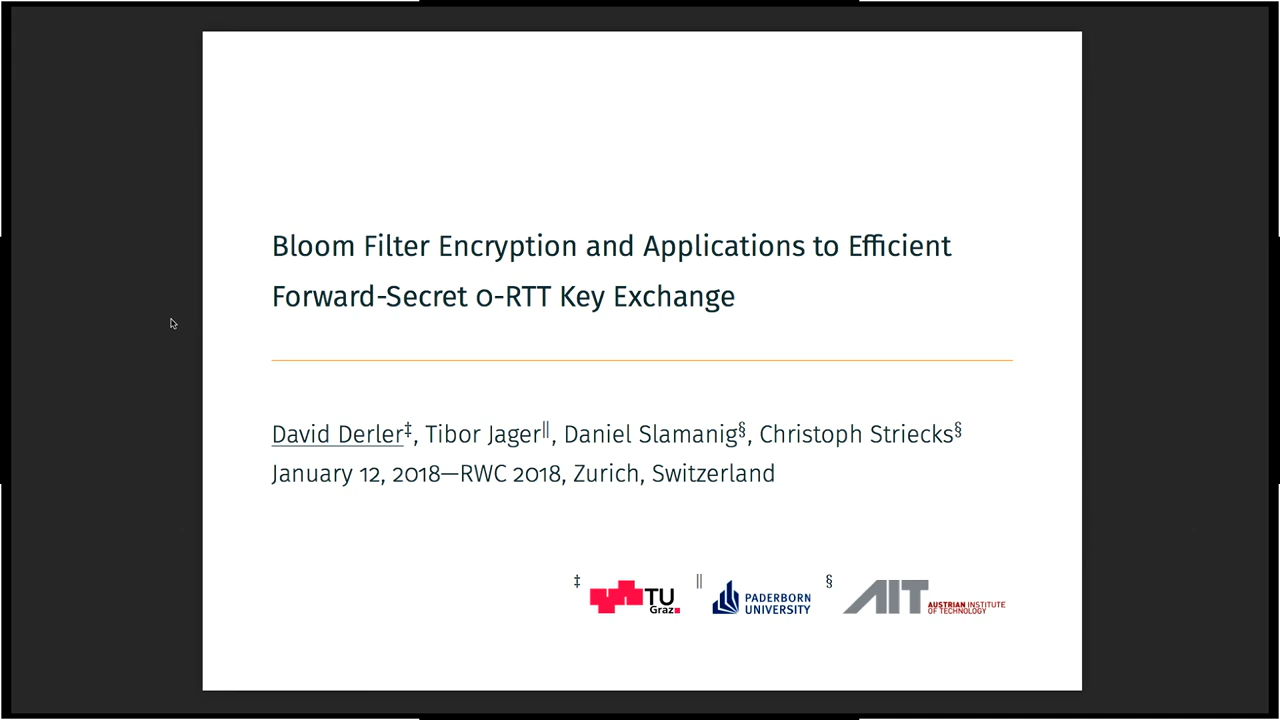 Bloom Filter Encryption and Applications to Efficient
Forward-Secret 0-RTT Key Exchange
David Derler‡, Tibor Jager||, Daniel Slamanig§, Christoph Striecks§
January 12, 2018—RWC 2018, Zurich, Switzerland
‡ TU Graz || PADERBORN UNIVERSITY § AIT AUSTRIAN INSTITUTE OF TECHNOLOGY